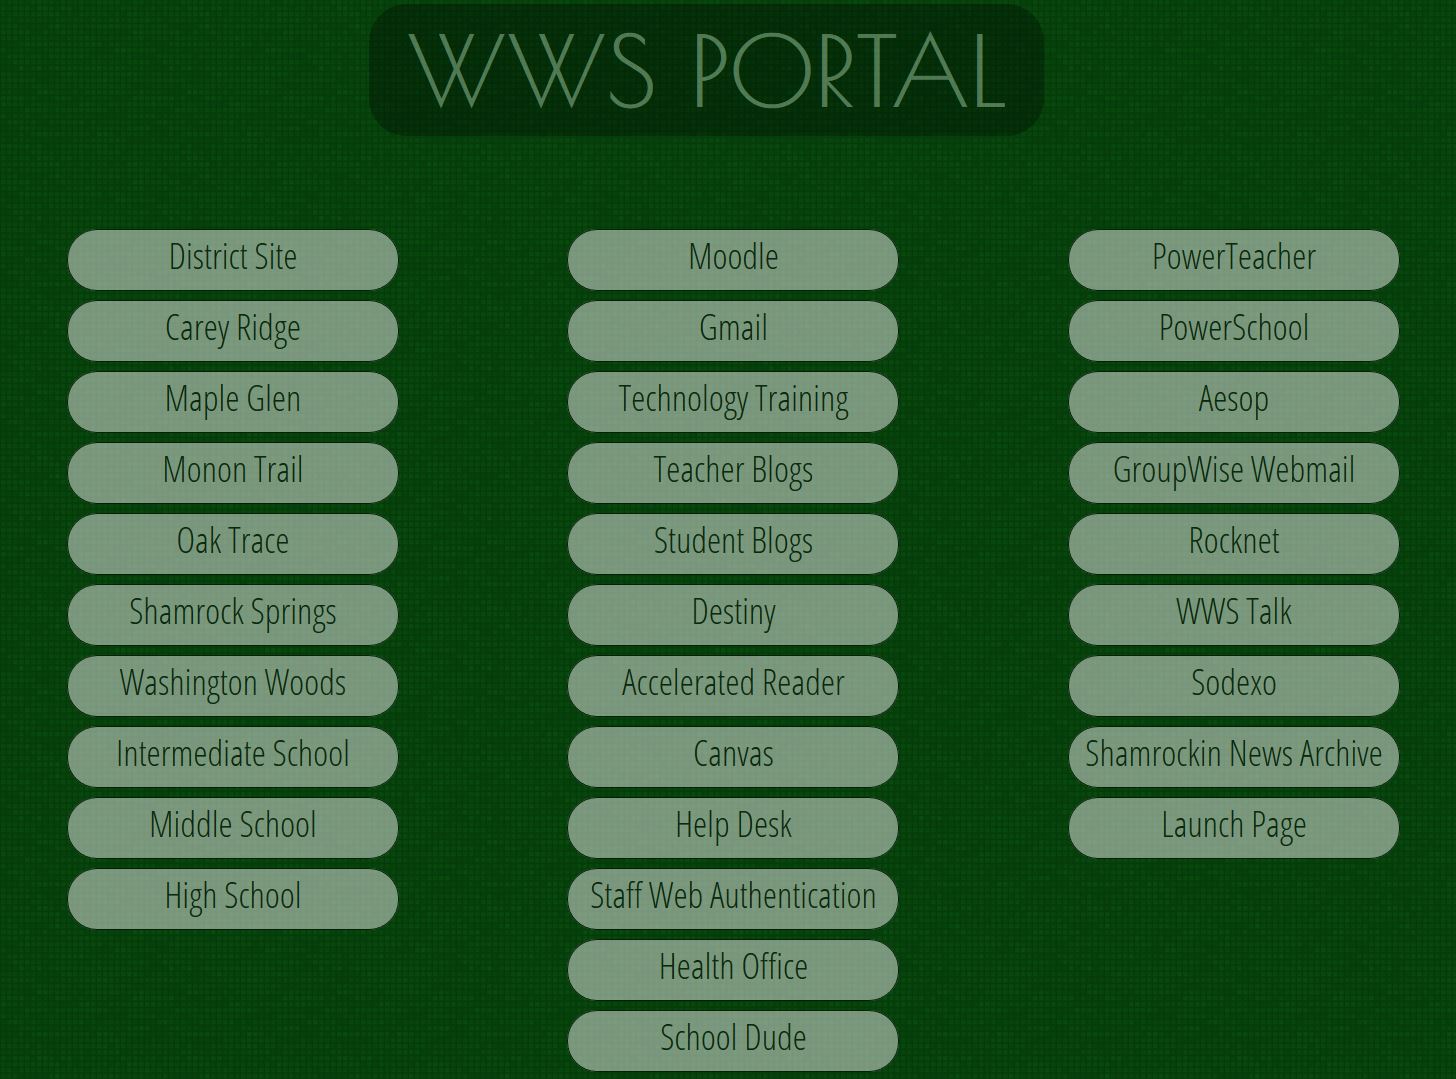 WWS PORTAL
District Site
Carey Ridge
Maple Glen
Monon Trail
Oak Trace
Shamrock Springs
Washington Woods
Intermediate School
Middle School
High School
Moodle
Gmail
Technology Training
Teacher Blogs
Student Blogs
Destiny
Accelerated Reader
Canvas
Help Desk
Staff Web Authentication
Health Office
School Dude
PowerTeacher
PowerSchool
Aesop
GroupWise Webmail
Rocknet
WWS Talk
Sodexo
Shamrockin News Archive
Launch Page